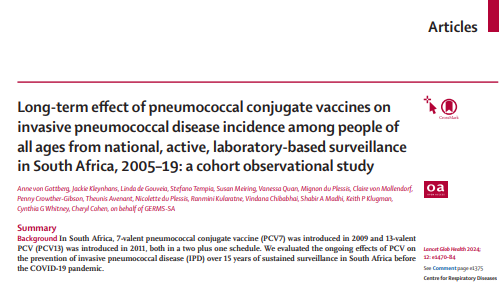 Articles
Long-term effect of pneumococcal conjugate vaccines on
invasive pneumococcal disease incidence among people of
all ages from national, active, laboratory-based surveillance
in South Africa, 2005–19: a cohort observational study
CrossMark
Anne von Gottberg, Jackie Kleynhans, Linda de Gouveia, Stefano Tempia, Susan Meiring, Vanessa Quan, Mignon du Plessis, Claire von Mollendorf,
Penny Crowther-Gibson, Theunis Avenant, Nicolette du Plessis, Ranmini Kularatne, Vindana Chibabhai, Shabir A Madhi, Keith P Klugman,
Cynthia G Whitney, Cheryl Cohen, on behalf of GERMS-SA
oa
Summary
Background In South Africa, 7-valent pneumococcal conjugate vaccine (PCV7) was introduced in 2009 and 13-valent
PCV (PCV13) was introduced in 2011, both in a two plus one schedule. We evaluated the ongoing effects of PCV on
the prevention of invasive pneumococcal disease (IPD) over 15 years of sustained surveillance in South Africa before
the COVID-19 pandemic.
Lancet Glob Health 2024;
12: e1470–84
See Comment page e1375
Centre for Respiratory Diseases